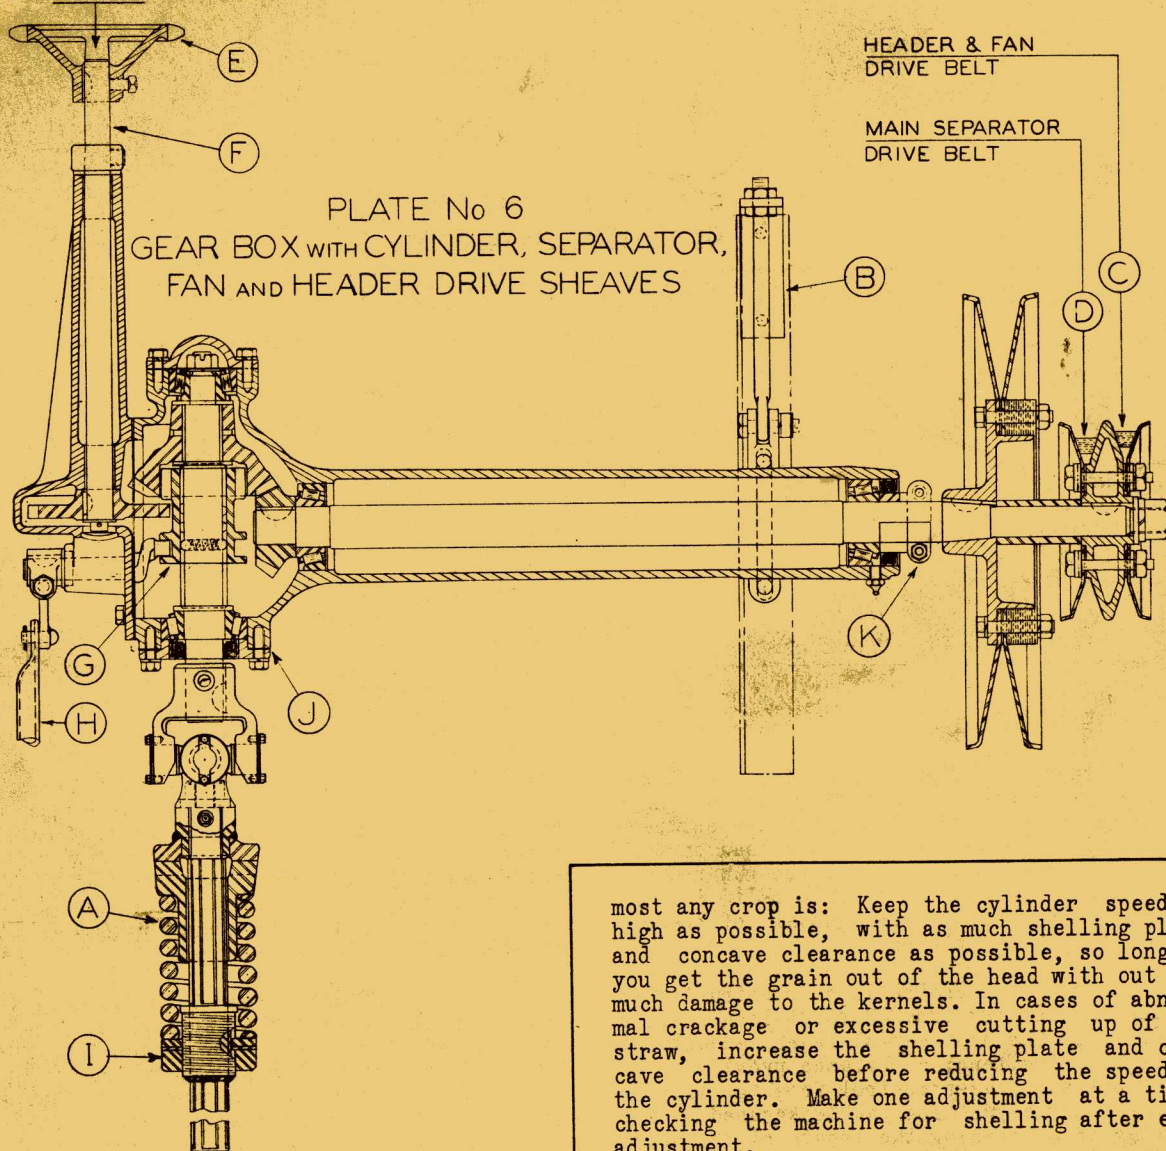 E
HEADER & FAN
DRIVE BELT
F
MAIN SEPARATOR
DRIVE BELT
PLATE No 6
GEAR BOX WITH CYLINDER, SEPARATOR,
FAN AND HEADER DRIVE SHEAVES
B
C
D
G
K
H
J
A
I
most any crop is: Keep the cylinder speed
high as possible, with as much shelling pl
and concave clearance as possible, so long
you get the grain out of the head with out
much damage to the kernels. In cases of abn
mal crackage or excessive cutting up of
straw, increase the shelling plate and c
cave clearance before reducing the speed
the cylinder. Make one adjustment at a ti
checking the machine for shelling after e
adjustment.